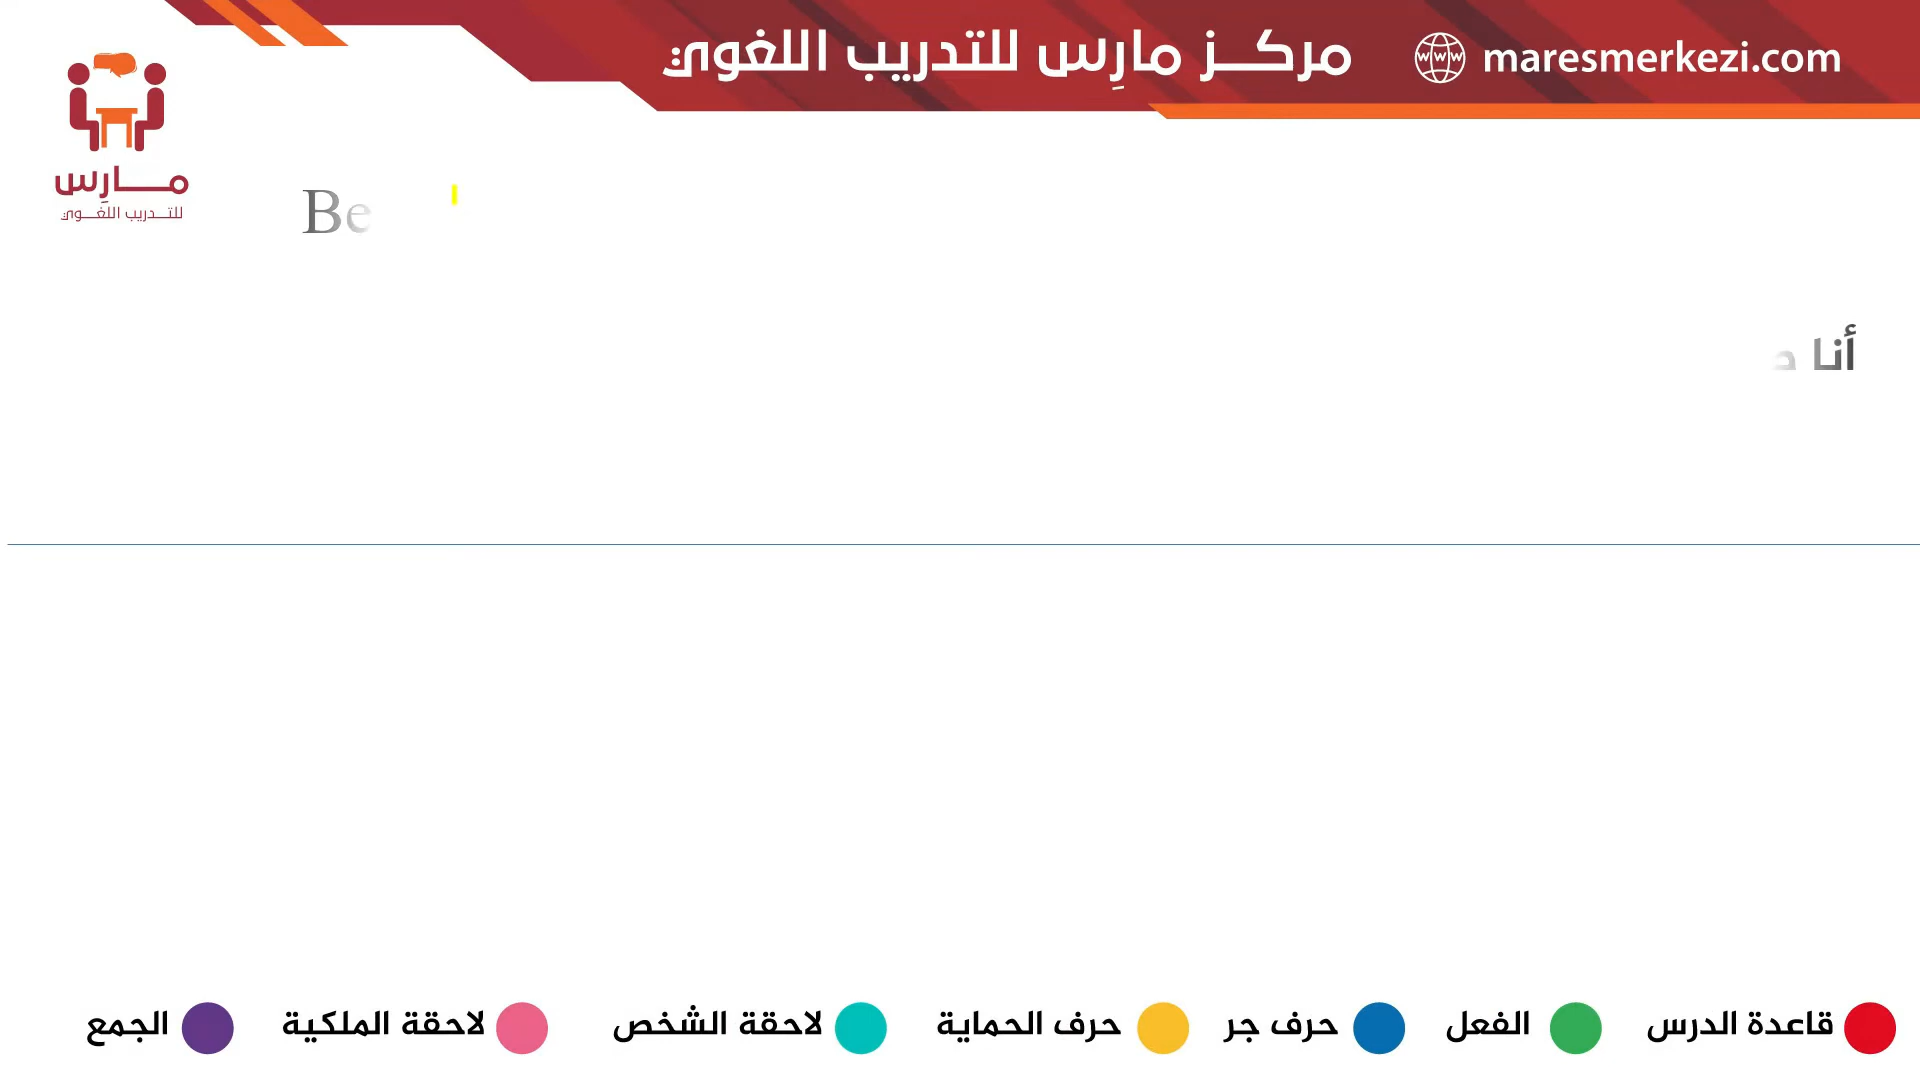 مركـــز مارِس للتدريب اللغوي
maresmerkezi.com
مـــارِس
للتـــدريب اللغـــوي
Be
أنا
قاعدة الدرس
الفعل
حرف جر
حرف الحماية
لاحقة الشخص
لاحقة الملكية
الجمع